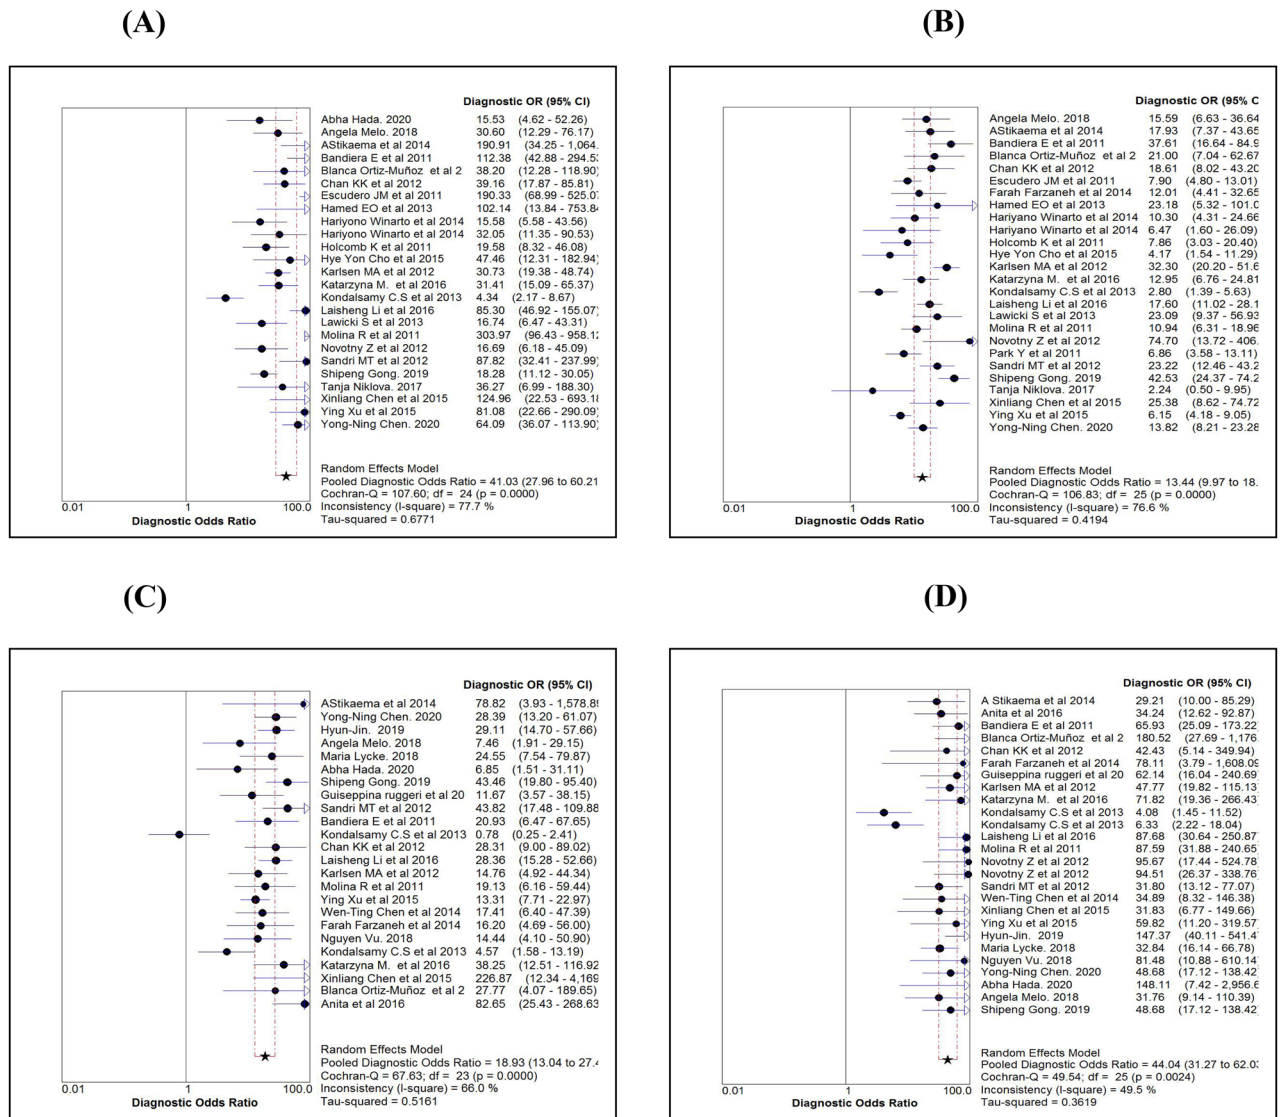 (A)
Diagnostic OR (95% CI)
Abha Hada. 2020 15.53 (4.62 - 52.26)
Angela Melo. 2018 30.60 (12.29 - 76.17)
AStikaema et al 2014 190.91 (34.25 - 1,064.
Bandiera E et al 2011 112.38 (42.88 - 294.53
Blanca Ortiz-Muñoz et al 2 38.20 (12.28 - 118.90)
Chan KK et al 2012 39.16 (17.87 - 85.81)
Escudero JM et al 2011 190.33 (68.99 - 525.07
Hamed EO et al 2013 102.14 (13.84 - 753.84
Hariyono Winarto et al 2014 15.58 (5.58 - 43.56)
Hariyono Winarto et al 2014 32.05 (11.35 - 90.53)
Holcomb K et al 2011 19.58 (8.32 - 46.08)
Hye Yon Cho et al 2015 47.46 (12.31 - 182.94)
Karlsen MA et al 2012 30.73 (19.38 - 48.74)
Katarzyna M. et al 2016 31.41 (15.09 - 65.37)
Kondalsamy C.S et al 2013 4.34 (2.17 - 8.67)
Laisheng Li et al 2016 85.30 (46.92 - 155.07)
Lawicki S et al 2013 16.74 (6.47 - 43.31)
Molina R et al 2011 303.97 (96.43 - 958.12
Novotny Z et al 2012 16.69 (6.18 - 45.09)
Sandri MT et al 2012 87.82 (32.41 - 237.99)
Shipeng Gong. 2019 18.28 (11.12 - 30.05)
Tanja Niklova. 2017 36.27 (6.99 - 188.30)
Xinliang Chen et al 2015 124.96 (22.53 - 693.18
Ying Xu et al 2015 81.08 (22.66 - 290.09)
Yong-Ning Chen. 2020 64.09 (36.07 - 113.90)
Random Effects Model
Pooled Diagnostic Odds Ratio = 41.03 (27.96 to 60.21
Cochran-Q = 107.60; df = 24 (p = 0.0000)
Inconsistency (I-square) = 77.7 %
Tau-squared = 0.6771
0.01 1 100.0
Diagnostic Odds Ratio
(B)
Diagnostic OR (95% C
Angela Melo. 2018 15.59 (6.63 - 36.64
AStikaema et al 2014 17.93 (7.37 - 43.65
Bandiera E et al 2011 37.61 (16.64 - 84.9
Blanca Ortiz-Muñoz et al 2 21.00 (7.04 - 62.67
Chan KK et al 2012 18.61 (8.02 - 43.20
Escudero JM et al 2011 7.90 (4.80 - 13.01)
Farah Farzaneh et al 2014 12.01 (4.41 - 32.65
Hamed EO et al 2013 23.18 (5.32 - 101.0
Hariyano Winarto et al 2014 10.30 (4.31 - 24.66
Hariyano Winarto et al 2014 6.47 (1.60 - 26.09)
Holcomb K et al 2011 7.86 (3.03 - 20.40)
Hye Yon Cho et al 2015 4.17 (1.54 - 11.29)
Karlsen MA et al 2012 32.30 (20.20 - 51.6
Katarzyna M. et al 2016 12.95 (6.76 - 24.81
Kondalsamy C.S et al 2013 2.80 (1.39 - 5.63)
Laisheng Li et al 2016 17.60 (11.02 - 28.1
Lawicki S et al 2013 23.09 (9.37 - 56.93
Molina R et al 2011 10.94 (6.31 - 18.96
Novotny Z et al 2012 74.70 (13.72 - 406.
Park Y et al 2011 6.86 (3.58 - 13.11)
Sandri MT et al 2012 23.22 (12.46 - 43.2
Shipeng Gong. 2019 42.53 (24.37 - 74.2
Tanja Niklova. 2017 2.24 (0.50 - 9.95)
Xinliang Chen et al 2015 25.38 (8.62 - 74.72
Ying Xu et al 2015 6.15 (4.18 - 9.05)
Yong-Ning Chen. 2020 13.82 (8.21 - 23.28
Random Effects Model
Pooled Diagnostic Odds Ratio = 13.44 (9.97 to 18.
Cochran-Q = 106.83; df = 25 (p = 0.0000)
Inconsistency (I-square) = 76.6 %
Tau-squared = 0.4194
0.01 1 100.0
Diagnostic Odds Ratio
(C)
Diagnostic OR (95% CI)
AStikaema et al 2014 78.82 (3.93 - 1,578.89
Yong-Ning Chen. 2020 28.39 (13.20 - 61.07)
Hyun-Jin. 2019 29.11 (14.70 - 57.66)
Angela Melo. 2018 7.46 (1.91 - 29.15)
Maria Lycke. 2018 24.55 (7.54 - 79.87)
Abha Hada. 2020 6.85 (1.51 - 31.11)
Shipeng Gong. 2019 43.46 (19.80 - 95.40)
Guiseppina ruggeri et al 20 11.67 (3.57 - 38.15)
Sandri MT et al 2012 43.82 (17.48 - 109.88
Bandiera E et al 2011 20.93 (6.47 - 67.65)
Kondalsamy C.S et al 2013 0.78 (0.25 - 2.41)
Chan KK et al 2012 28.31 (9.00 - 89.02)
Laisheng Li et al 2016 28.36 (15.28 - 52.66)
Karlsen MA et al 2012 14.76 (4.92 - 44.34)
Molina R et al 2011 19.13 (6.16 - 59.44)
Ying Xu et al 2015 13.31 (7.71 - 22.97)
Wen-Ting Chen et al 2014 17.41 (6.40 - 47.39)
Farah Farzaneh et al 2014 16.20 (4.69 - 56.00)
Nguyen Vu. 2018 14.44 (4.10 - 50.90)
Kondalsamy C.S et al 2013 4.57 (1.58 - 13.19)
Katarzyna M. et al 2016 38.25 (12.51 - 116.92
Xinliang Chen et al 2015 226.87 (12.34 - 4,169
Blanca Ortiz-Muñoz et al 2 27.77 (4.07 - 189.65)
Anita et al 2016 82.65 (25.43 - 268.63
Random Effects Model
Pooled Diagnostic Odds Ratio = 18.93 (13.04 to 27.4
Cochran-Q = 67.63; df = 23 (p = 0.0000)
Inconsistency (I-square) = 66.0 %
Tau-squared = 0.5161
0.01 1 100.0
Diagnostic Odds Ratio
(D)
Diagnostic OR (95% CI)
A Stikaema et al 2014 29.21 (10.00 - 85.29)
Anita et al 2016 34.24 (12.62 - 92.87)
Bandiera E et al 2011 65.93 (25.09 - 173.22
Blanca Ortiz-Muñoz et al 2 180.52 (27.69 - 1,176
Chan KK et al 2012 42.43 (5.14 - 349.94)
Farah Farzaneh et al 2014 78.11 (3.79 - 1,608.09
Guiseppina ruggeri et al 20 62.14 (16.04 - 240.69)
Karlsen MA et al 2012 47.77 (19.82 - 115.13)
Katarzyna M. et al 2016 71.82 (19.36 - 266.43)
Kondalsamy C.S et al 2013 4.08 (1.45 - 11.52)
Kondalsamy C.S et al 2013 6.33 (2.22 - 18.04)
Laisheng Li et al 2016 87.68 (30.64 - 250.87
Molina R et al 2011 87.59 (31.88 - 240.65)
Novotny Z et al 2012 95.67 (17.44 - 524.78)
Novotny Z et al 2012 94.51 (26.37 - 338.76)
Sandri MT et al 2012 31.80 (13.12 - 77.07)
Wen-Ting Chen et al 2014 34.89 (8.32 - 146.38)
Xinliang Chen et al 2015 31.83 (6.77 - 149.66)
Ying Xu et al 2015 59.82 (11.20 - 319.57)
Hyun-Jin. 2019 147.37 (40.11 - 541.4
Maria Lycke. 2018 32.84 (16.14 - 66.78)
Nguyen Vu. 2018 81.48 (10.88 - 610.14)
Yong-Ning Chen. 2020 48.68 (17.12 - 138.42)
Abha Hada. 2020 148.11 (7.42 - 2,956.6
Angela Melo. 2018 31.76 (9.14 - 110.39)
Shipeng Gong. 2019 48.68 (17.12 - 138.42)
Random Effects Model
Pooled Diagnostic Odds Ratio = 44.04 (31.27 to 62.03
Cochran-Q = 49.54; df = 25 (p = 0.0024)
Inconsistency (I-square) = 49.5 %
Tau-squared = 0.3619
0.01 1 100.0
Diagnostic Odds Ratio